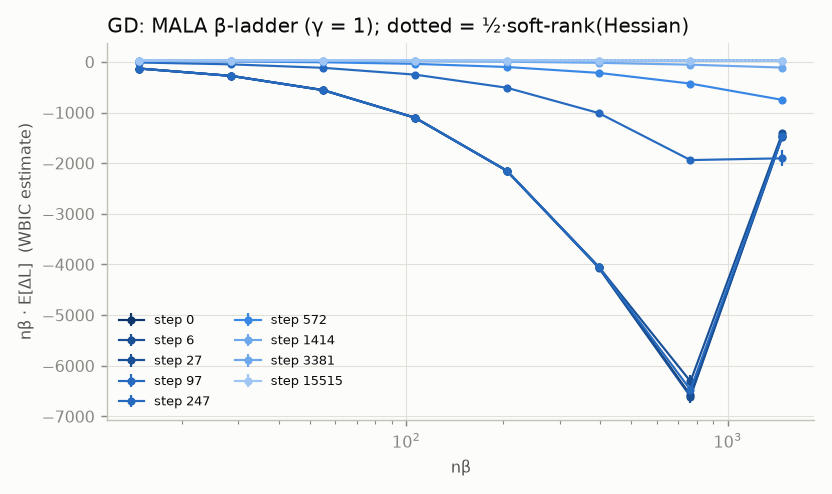 GD: MALA β-ladder (γ = 1); dotted = ½·soft-rank(Hessian)
nβ · E[ΔL]  (WBIC estimate)
0
−1000
−2000
−3000
−4000
−5000
−6000
−7000
step 0
step 6
step 27
step 97
step 247
step 572
step 1414
step 3381
step 15515
10²
10³
nβ